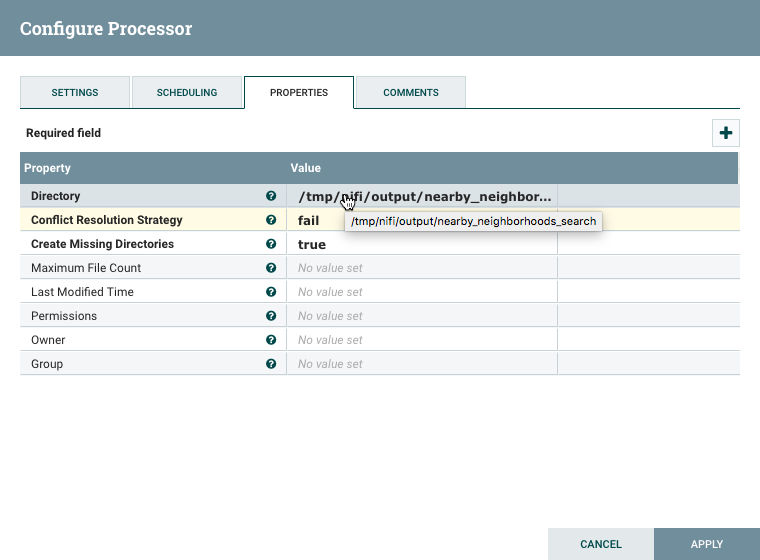 Configure Processor
SETTINGS SCHEDULING PROPERTIES COMMENTS
Required field
Property Value
Directory /tmp/nifi/output/nearby_neighbor...
Conflict Resolution Strategy fail
/tmp/nifi/output/nearby_neighborhoods_search
Create Missing Directories true
Maximum File Count No value set
Last Modified Time No value set
Permissions No value set
Owner No value set
Group No value set
CANCEL APPLY